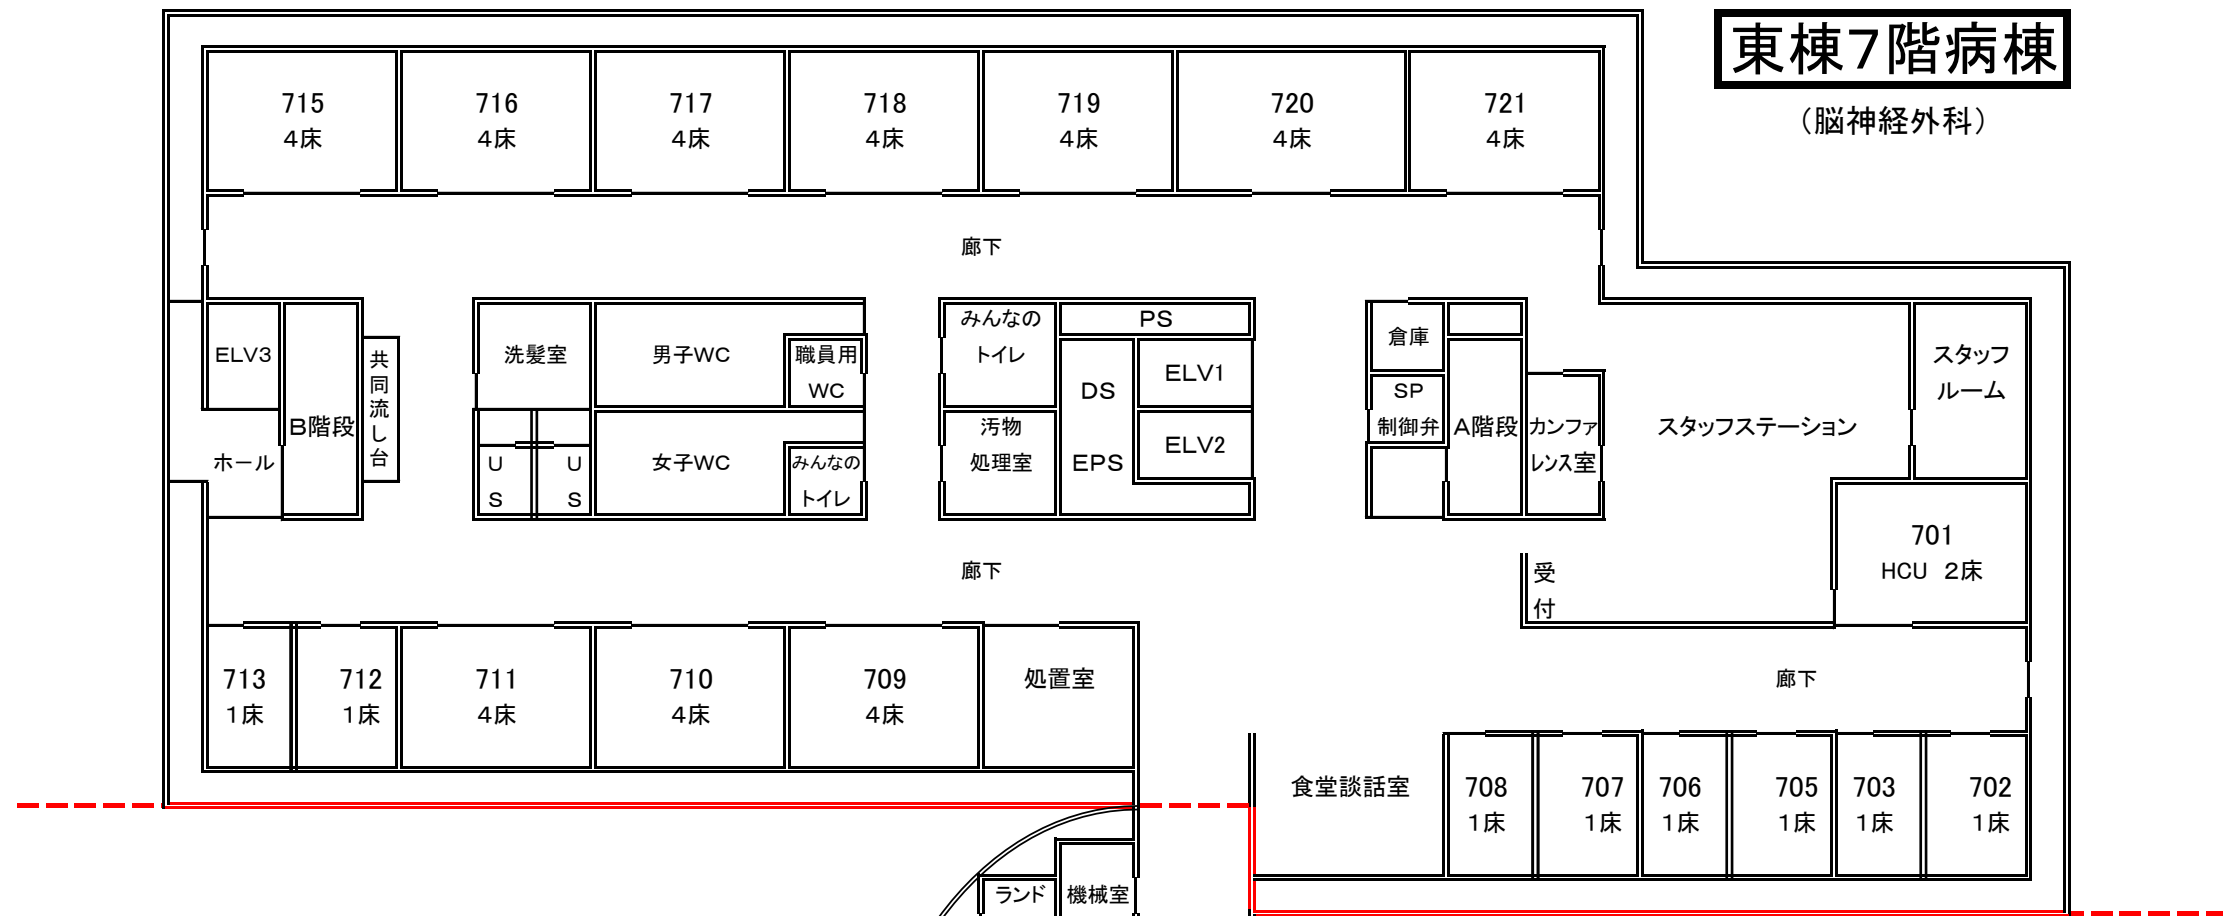 東棟7階病棟
（脳神経外科）
715
4床
716
4床
717
4床
718
4床
719
4床
720
4床
721
4床
廊下
ELV3
ホール
B階段
共同流し台
洗髪室
US
US
男子WC
職員用
WC
女子WC
みんなの
トイレ
みんなの
トイレ
汚物
処理室
PS
DS
EPS
ELV1
ELV2
倉庫
SP
制御弁
A階段
カンファ
レンス室
スタッフステーション
スタッフ
ルーム
701
HCU 2床
受付
廊下
713
1床
712
1床
711
4床
710
4床
709
4床
処置室
廊下
食堂談話室
708
1床
707
1床
706
1床
705
1床
703
1床
702
1床
ランド
機械室